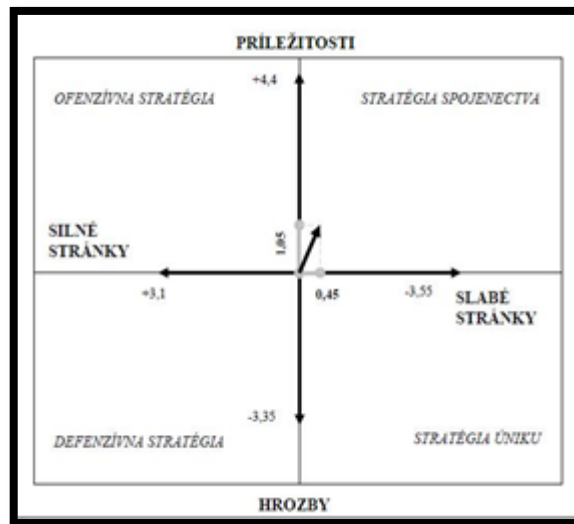 PRÍLEŽITOSTI
+4,4
OFENZÍVNA STRATÉGIA
STRATÉGIA SPOJENECTVA
SILNÉ
STRÁNKY
1,05
+3,1
0,45
-3,55
SLABÉ
STRÁNKY
-3,35
DEFENZÍVNA STRATÉGIA
STRATÉGIA ÚNIKU
HROZBY